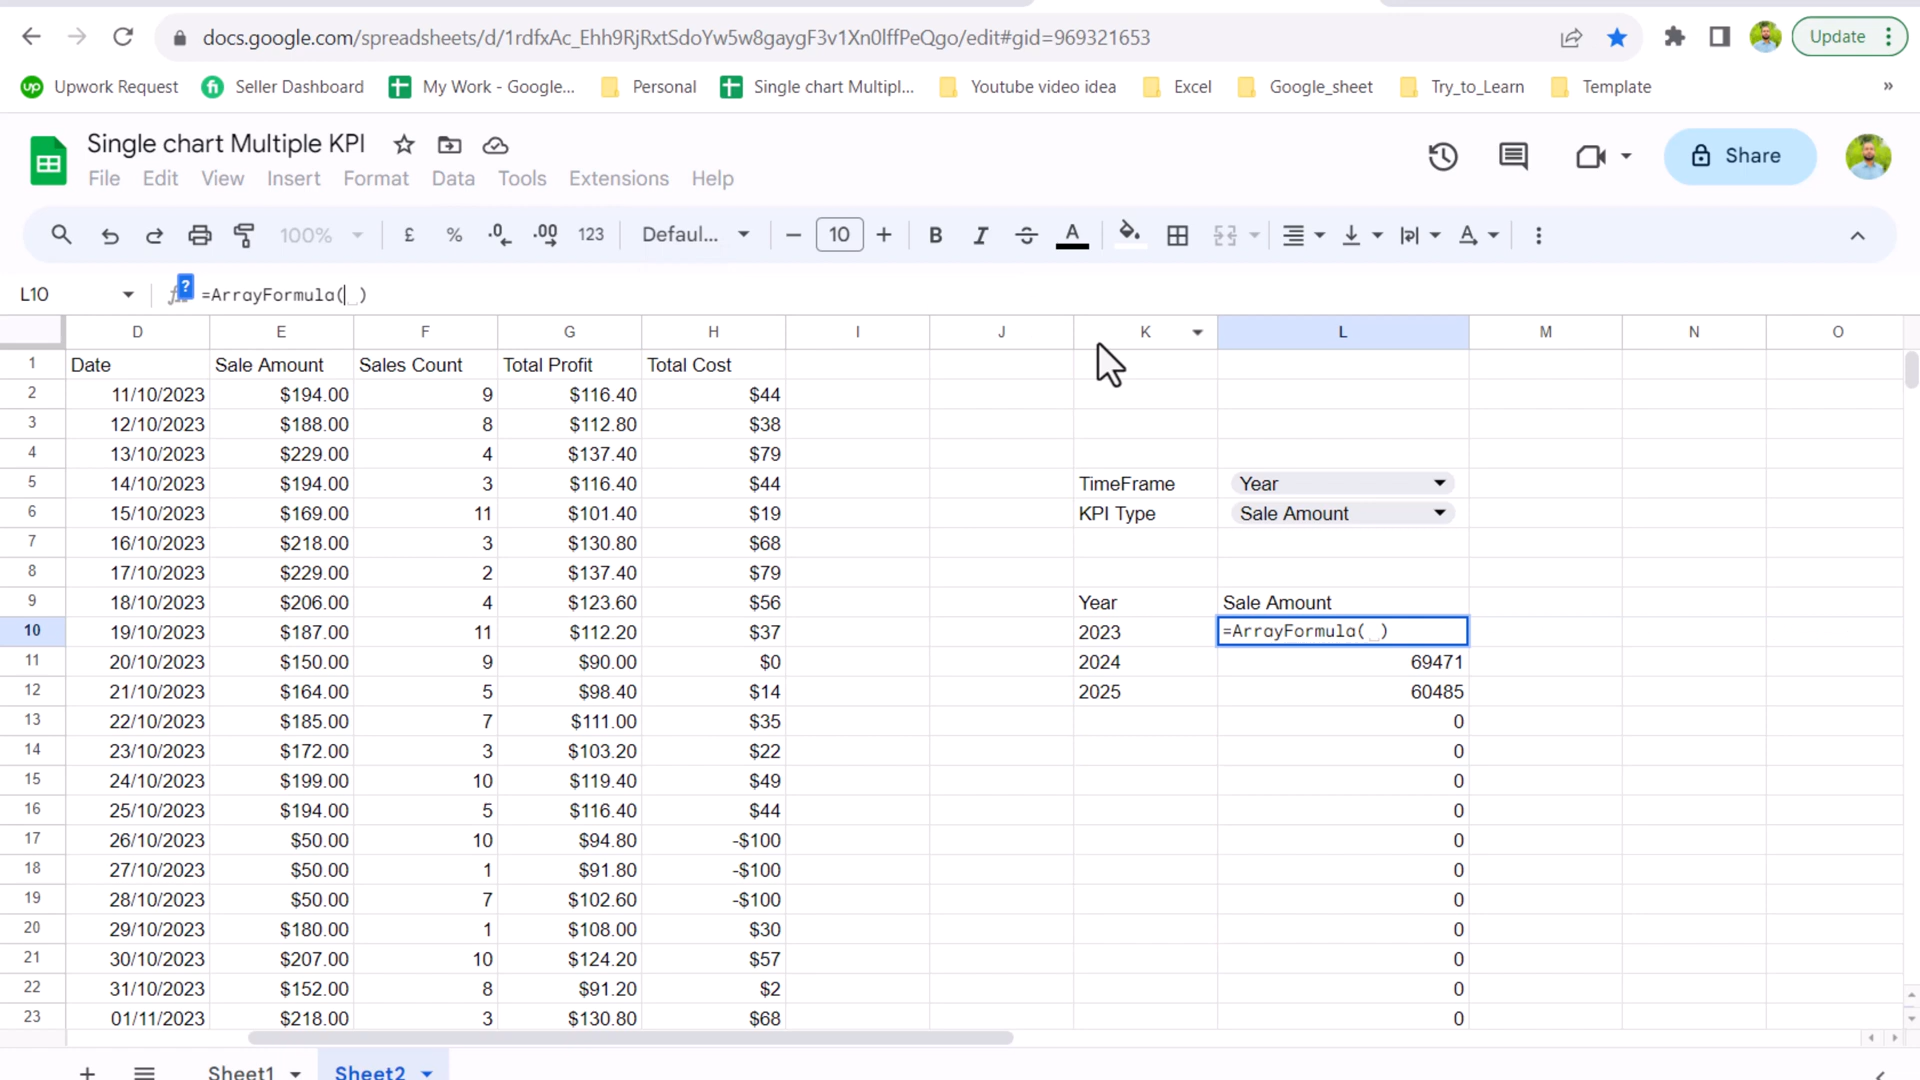 docs.google.com/spreadsheets/d/1rdfxAc_Ehh9RjRxtSdoYw5w8gaygF3v1Xn0lffPeQgo/edit#gid=969321653
Update
Upwork Request Seller Dashboard My Work - Google... Personal Single chart Multipl... Youtube video idea Excel Google_sheet Try_to_Learn Template »
Single chart Multiple KPI
Share
File Edit View Insert Format Data Tools Extensions Help
100% £ % .0 .00 123 Defaul... − 10 + B I A
L10 =ArrayFormula( )
D E F G H I J K L M N O
1 Date Sale Amount Sales Count Total Profit Total Cost
2 11/10/2023 $194.00 9 $116.40 $44
3 12/10/2023 $188.00 8 $112.80 $38
4 13/10/2023 $229.00 4 $137.40 $79
5 14/10/2023 $194.00 3 $116.40 $44 TimeFrame Year
6 15/10/2023 $169.00 11 $101.40 $19 KPI Type Sale Amount
7 16/10/2023 $218.00 3 $130.80 $68
8 17/10/2023 $229.00 2 $137.40 $79
9 18/10/2023 $206.00 4 $123.60 $56 Year Sale Amount
10 19/10/2023 $187.00 11 $112.20 $37 2023 =ArrayFormula( )
11 20/10/2023 $150.00 9 $90.00 $0 2024 69471
12 21/10/2023 $164.00 5 $98.40 $14 2025 60485
13 22/10/2023 $185.00 7 $111.00 $35 0
14 23/10/2023 $172.00 3 $103.20 $22 0
15 24/10/2023 $199.00 10 $119.40 $49 0
16 25/10/2023 $194.00 5 $116.40 $44 0
17 26/10/2023 $50.00 10 $94.80 -$100 0
18 27/10/2023 $50.00 1 $91.80 -$100 0
19 28/10/2023 $50.00 7 $102.60 -$100 0
20 29/10/2023 $180.00 1 $108.00 $30 0
21 30/10/2023 $207.00 10 $124.20 $57 0
22 31/10/2023 $152.00 8 $91.20 $2 0
23 01/11/2023 $218.00 3 $130.80 $68 0
Sheet1 Sheet2